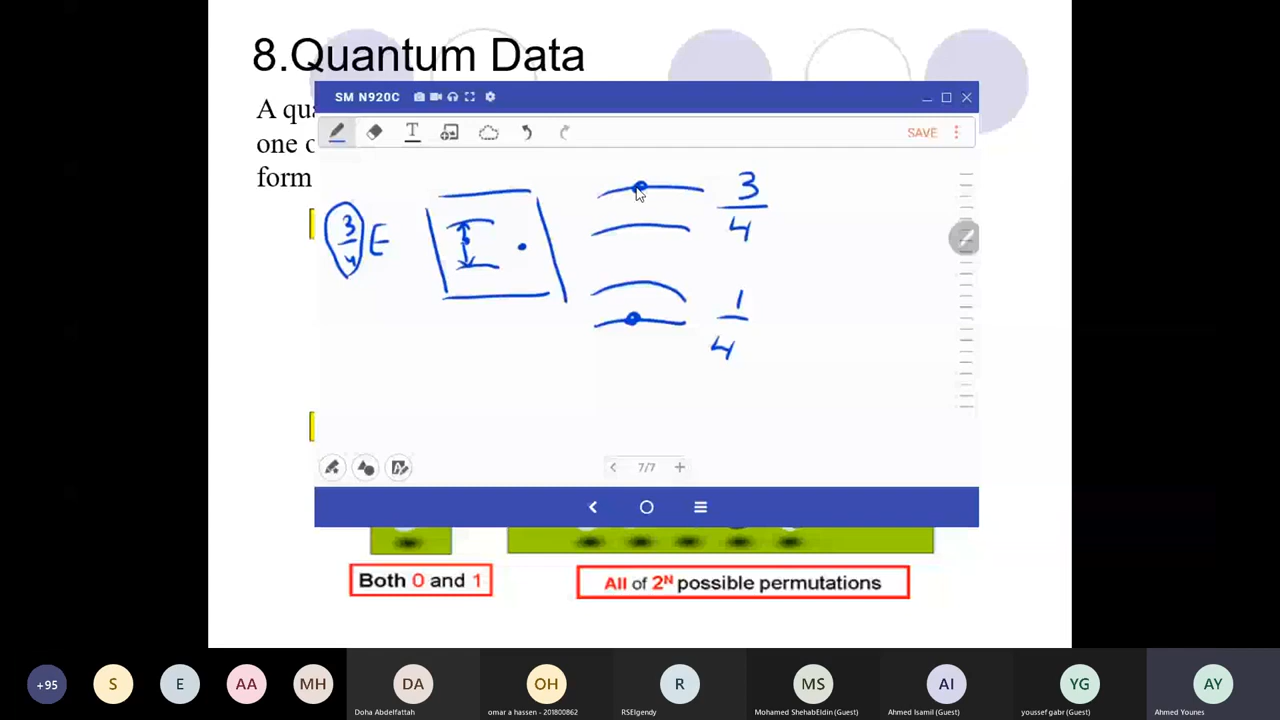 8.Quantum Data
A qua
one o
form
SM N920C
T
SAVE
3
4
E
3
4
1
4
7/7
Both 0 and 1
All of 2ᴺ possible permutations
+95
S
E
AA
MH
DA
OH
R
MS
AI
YG
AY
Doha Abdelfattah
omar a hassen - 201800862
RSElgendy
Mohamed ShehabEldin (Guest)
Ahmed Isamil (Guest)
youssef gabr (Guest)
Ahmed Younes